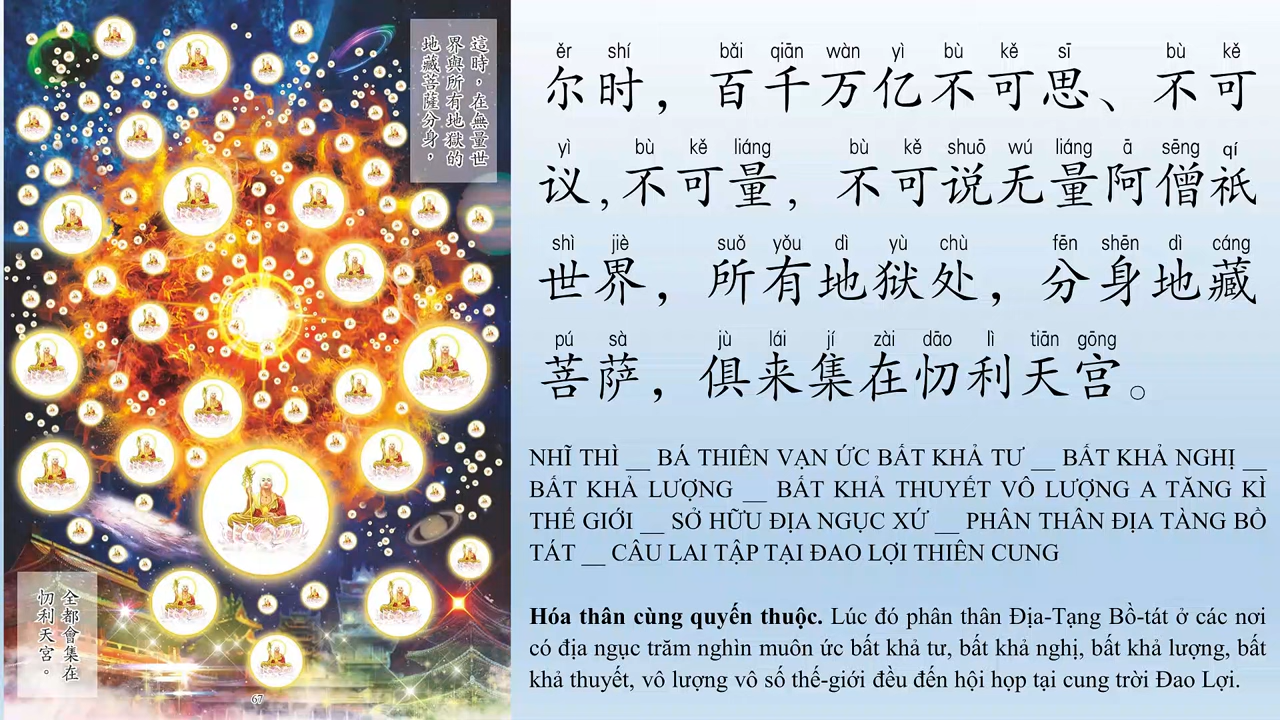 這時，在無量世
界與所有地獄的
地藏菩薩分身，
全都會集在
忉利天宮。
67
ěr shí bǎi qiān wàn yì bù kě sī bù kě
尔时，百千万亿不可思、不可
yì bù kě liáng bù kě shuō wú liáng ā sēng qí
议,不可量，不可说无量阿僧祇
shì jiè suǒ yǒu dì yù chù fēn shēn dì cáng
世界，所有地狱处，分身地藏
pú sà jù lái jí zài dāo lì tiān gōng
菩萨，俱来集在忉利天宫。
NHĨ THÌ __ BÁ THIÊN VẠN ỨC BẤT KHẢ TƯ __ BẤT KHẢ NGHỊ __
BẤT KHẢ LƯỢNG __ BẤT KHẢ THUYẾT VÔ LƯỢNG A TĂNG KÌ
THẾ GIỚI __ SỞ HỮU ĐỊA NGỤC XỨ __ PHÂN THÂN ĐỊA TÀNG BỒ
TÁT __ CÂU LAI TẬP TẠI ĐAO LỢI THIÊN CUNG
Hóa thân cùng quyến thuộc. Lúc đó phân thân Địa-Tạng Bồ-tát ở các nơi
có địa ngục trăm nghìn muôn ức bất khả tư, bất khả nghị, bất khả lượng, bất
khả thuyết, vô lượng vô số thế-giới đều đến hội họp tại cung trời Đao Lợi.